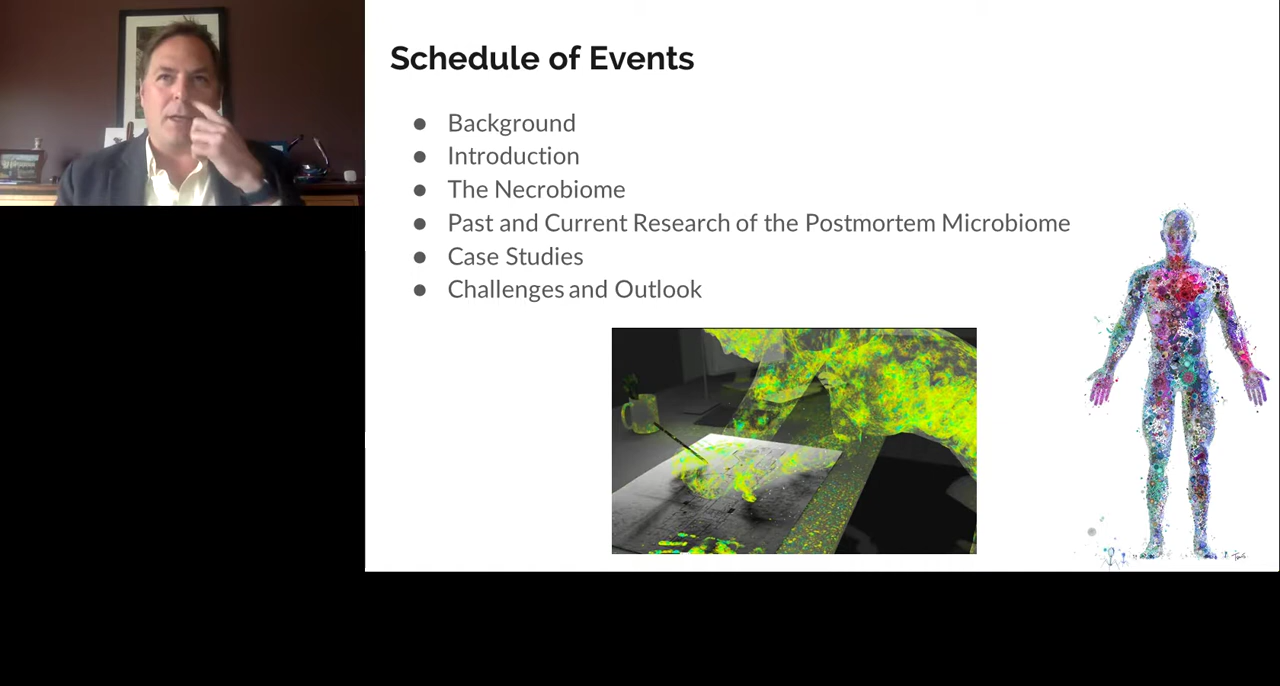 Schedule of Events
● Background
● Introduction
● The Necrobiome
● Past and Current Research of the Postmortem Microbiome
● Case Studies
● Challenges and Outlook